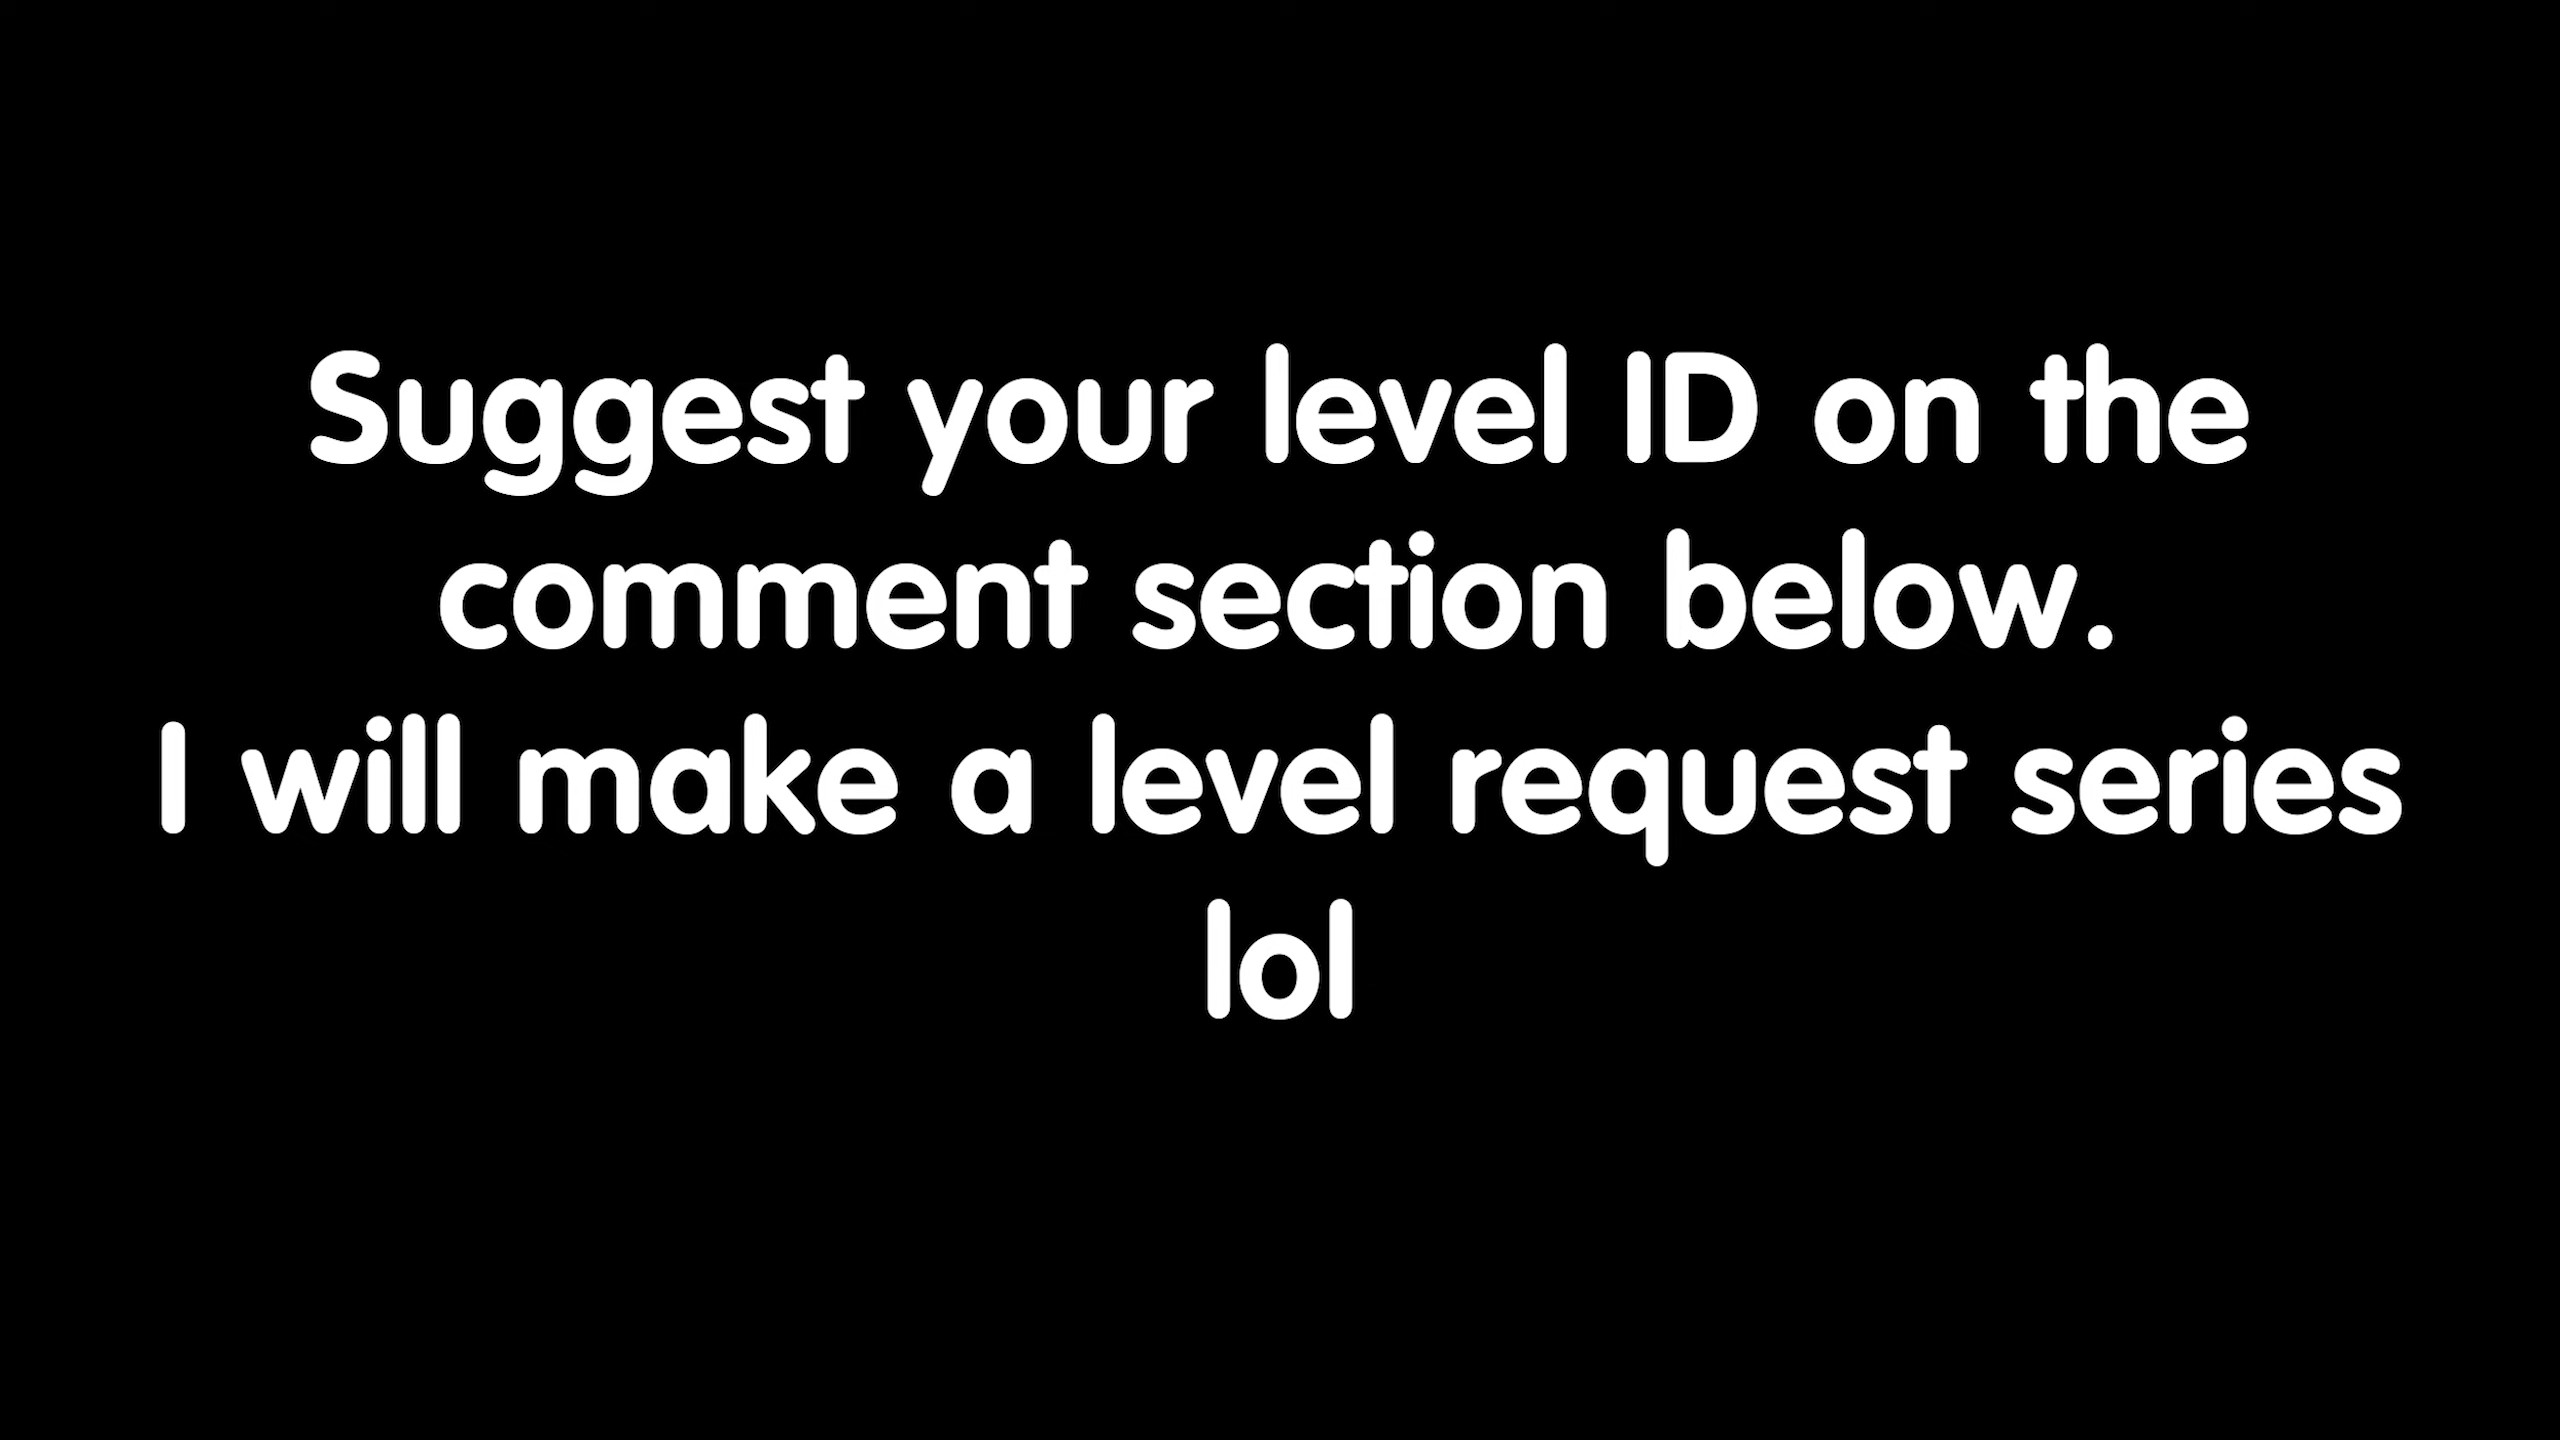 Suggest your level ID on the
comment section below.
I will make a level request series
lol